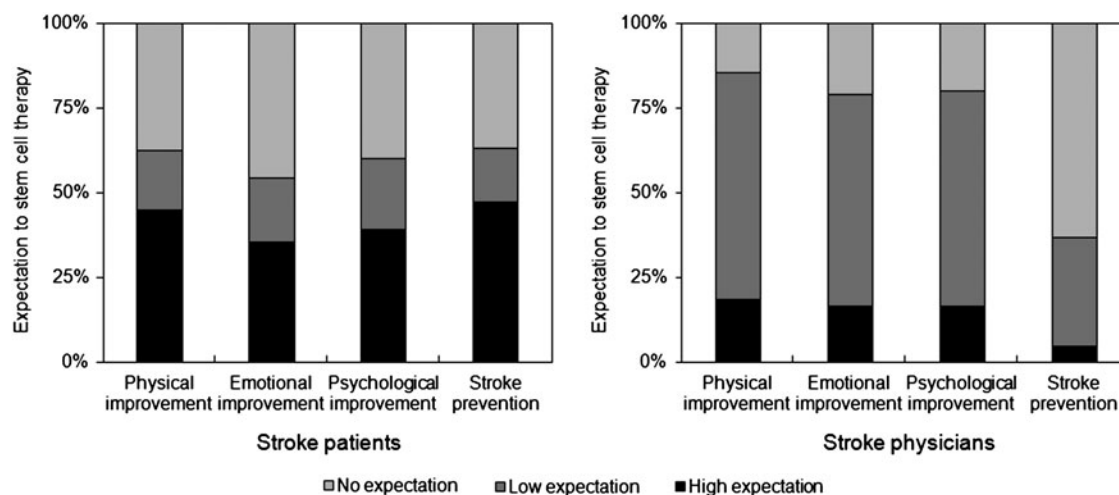 Expectation to stem cell therapy
100%
75%
50%
25%
0%
Physical improvement
Emotional improvement
Psychological improvement
Stroke prevention
Stroke patients
Expectation to stem cell therapy
100%
75%
50%
25%
0%
Physical improvement
Emotional improvement
Psychological improvement
Stroke prevention
Stroke physicians
No expectation Low expectation High expectation